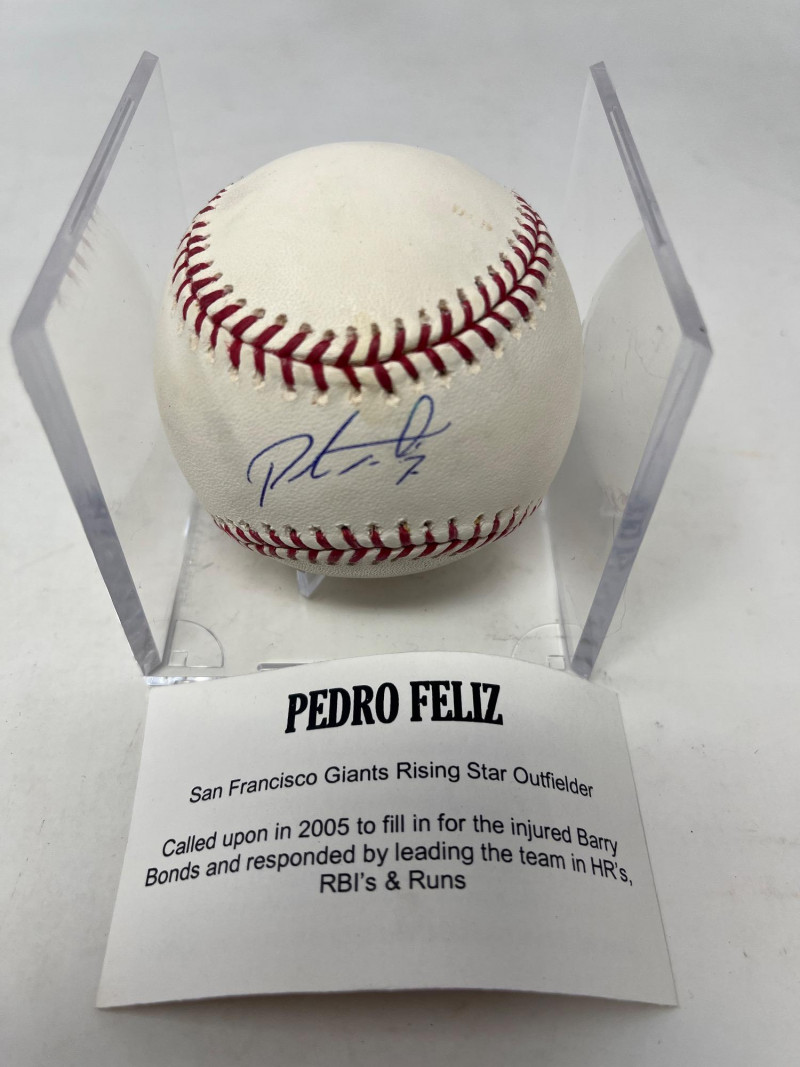 PEDRO FELIZ
San Francisco Giants Rising Star Outfielder
Called upon in 2005 to fill in for the injured Barry
Bonds and responded by leading the team in HR's,
RBI's & Runs